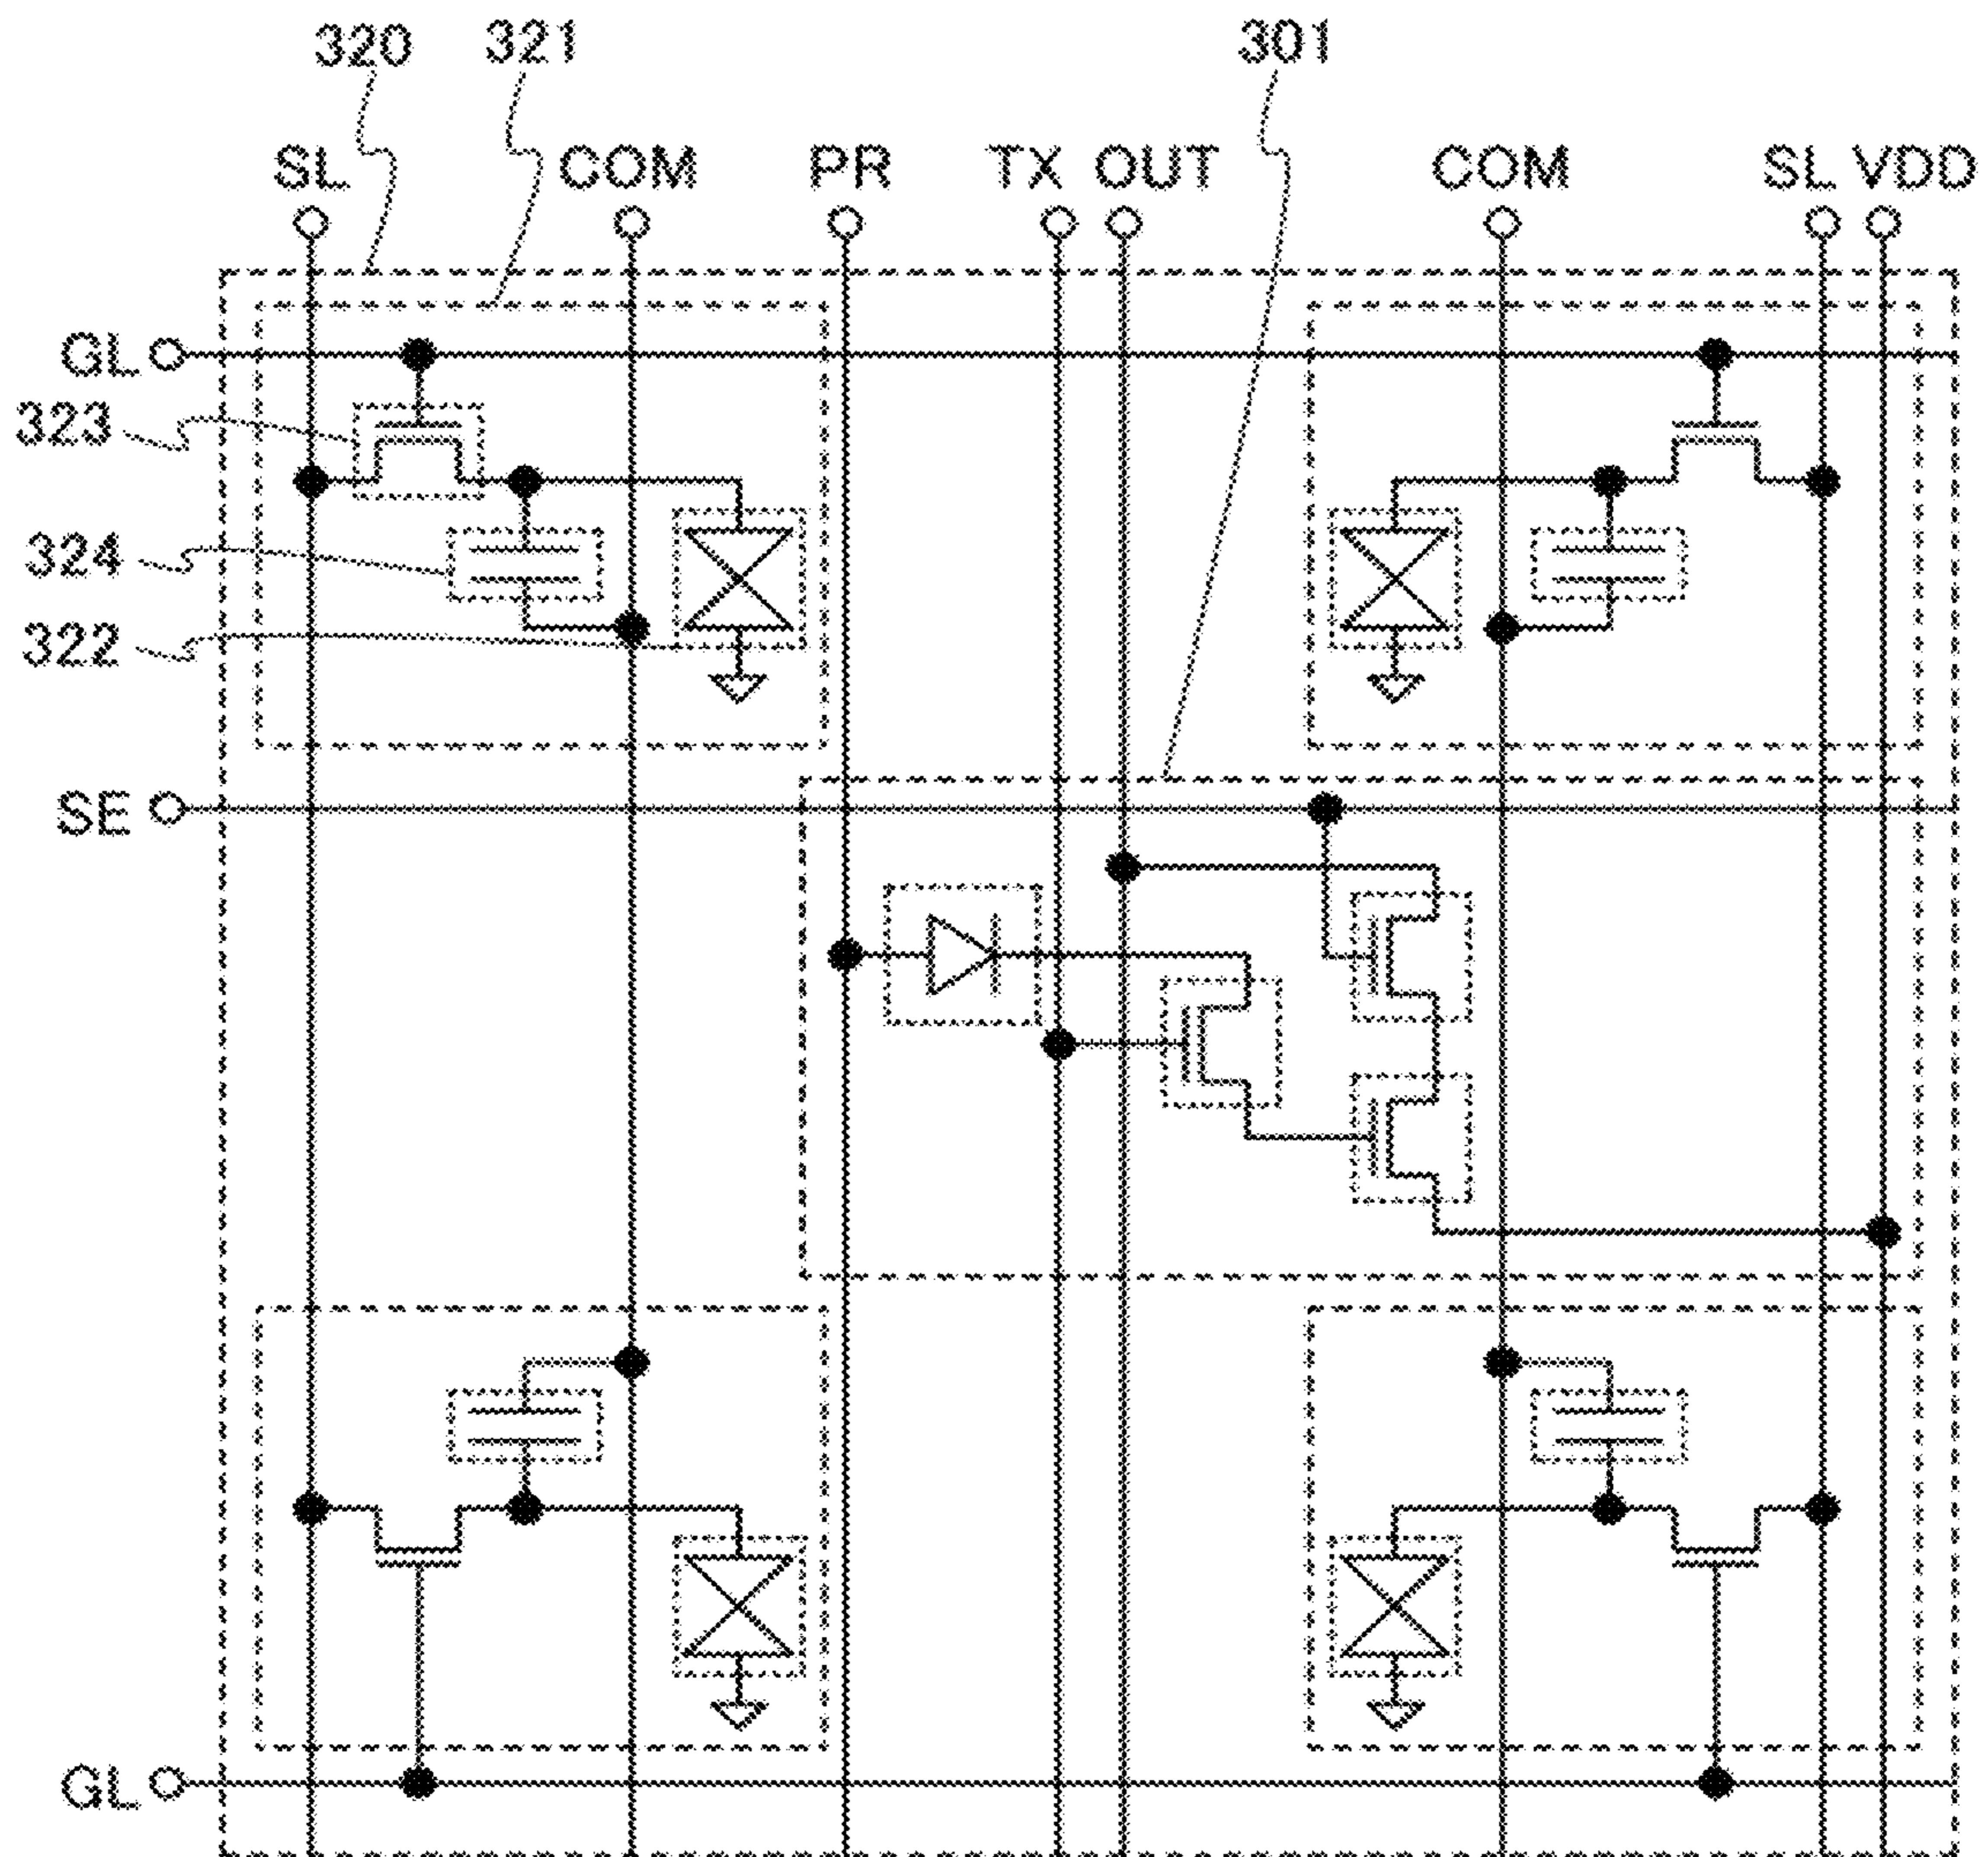 320 321 301
SL COM PR TX OUT COM SL VDD
GL
323
324
322
SE
GL